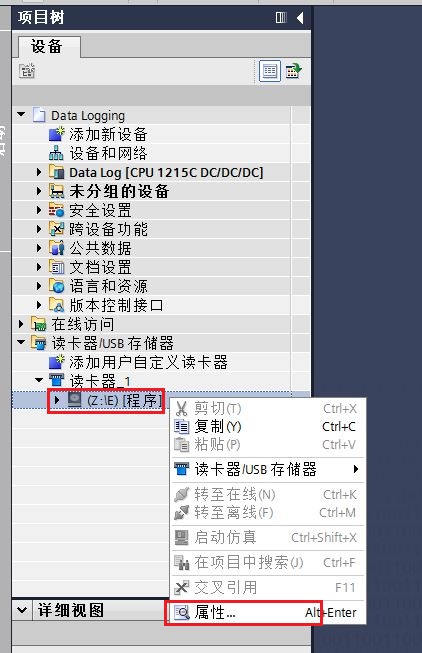 项目树
设备
Data Logging
添加新设备
设备和网络
Data Log [CPU 1215C DC/DC/DC]
未分组的设备
安全设置
跨设备功能
公共数据
文档设置
语言和资源
版本控制接口
在线访问
读卡器/USB 存储器
添加用户自定义读卡器
读卡器_1
(Z:\E) [程序]
剪切(T) Ctrl+X
复制(Y) Ctrl+C
粘贴(P) Ctrl+V
读卡器/USB 存储器
转至在线(N) Ctrl+K
转至离线(F) Ctrl+M
启动仿真 Ctrl+Shift+X
在项目中搜索(J) Ctrl+F
交叉引用 F11
属性... Alt+Enter
详细视图